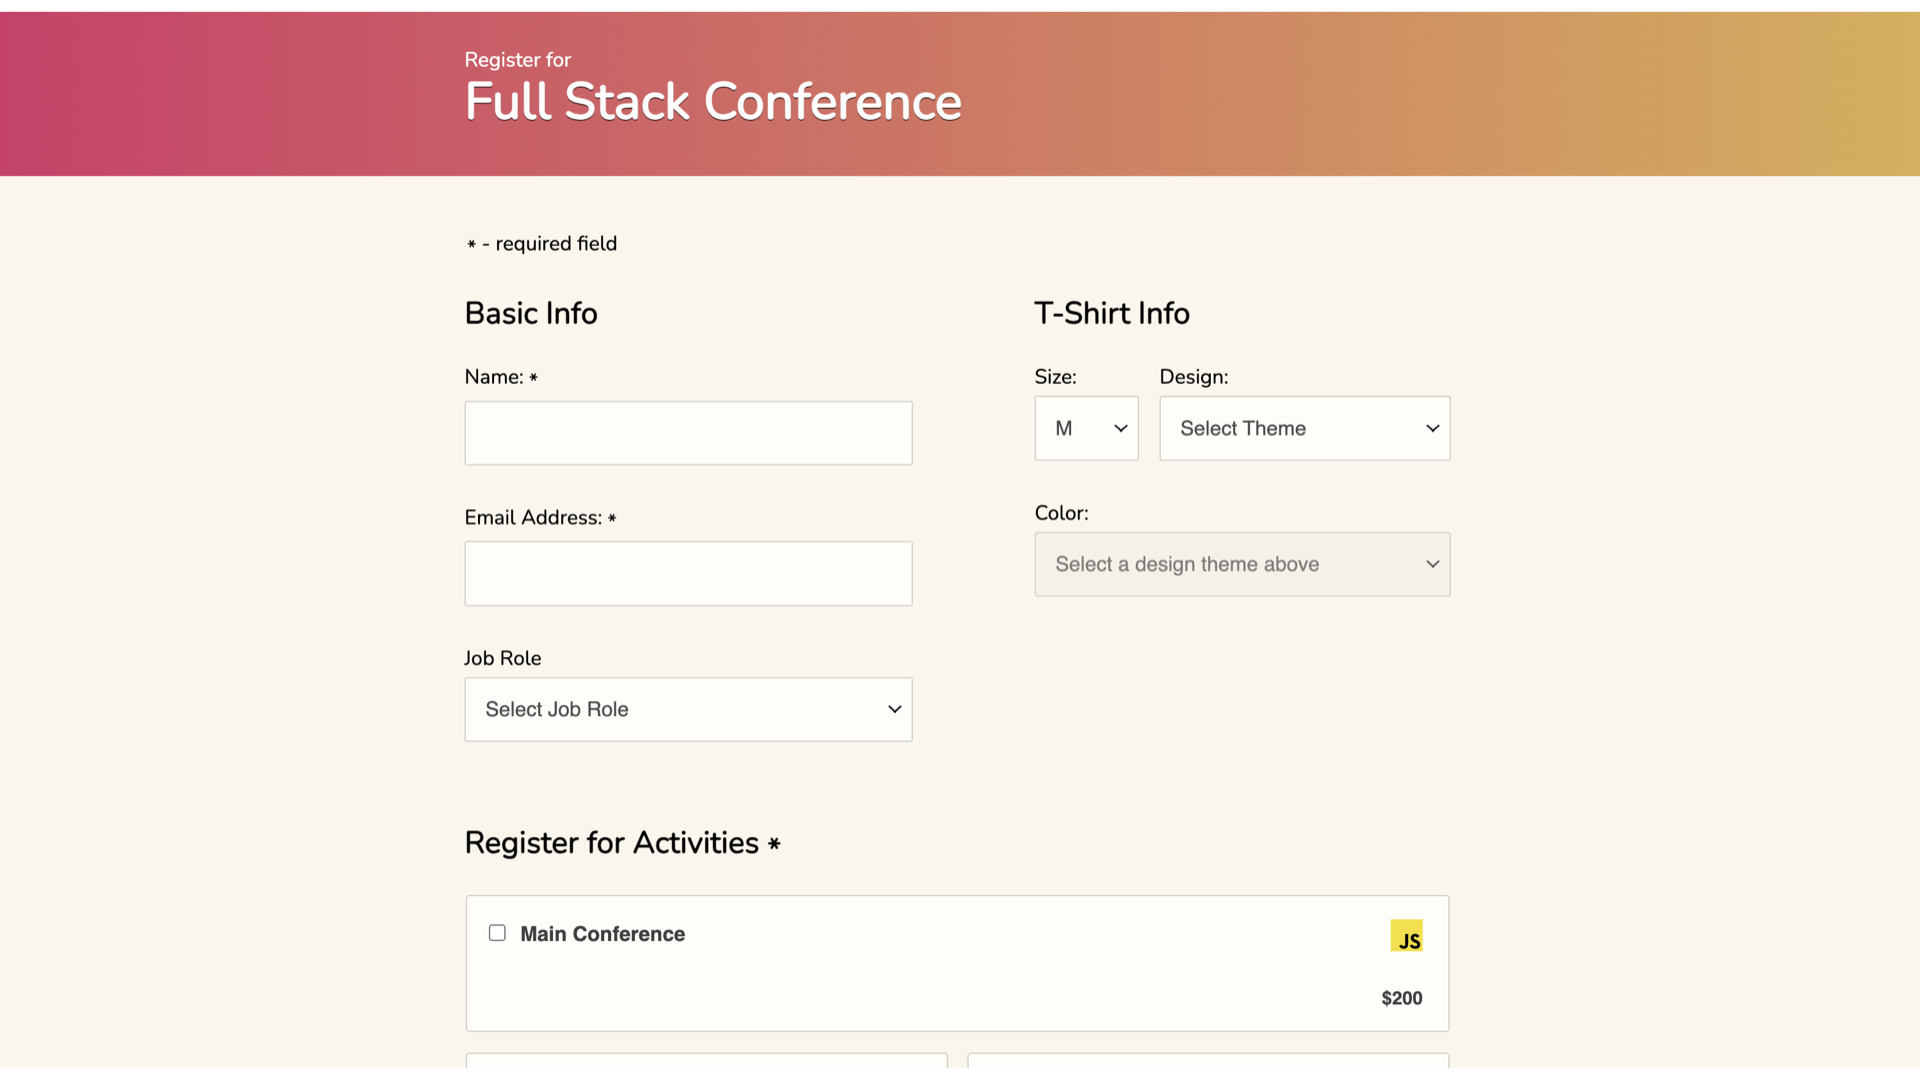 Register for
Full Stack Conference
* - required field
Basic Info
Name: *
Email Address: *
Job Role
Select Job Role
T-Shirt Info
Size:
M
Design:
Select Theme
Color:
Select a design theme above
Register for Activities *
Main Conference
JS
$200